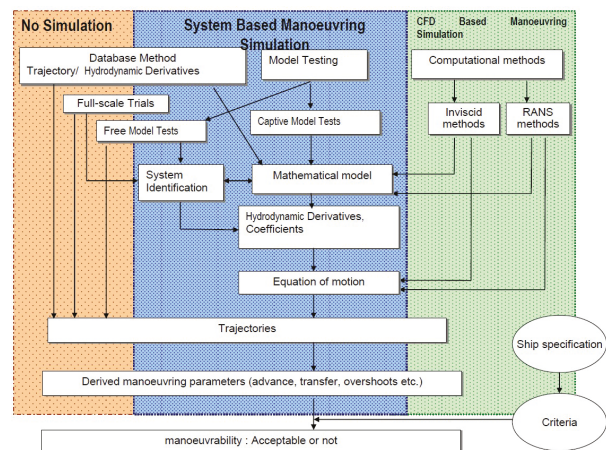 No Simulation
System Based Manoeuvring
Simulation
CFD Based Manoeuvring
Simulation
Database Method
Trajectory/ Hydrodynamic Derivatives
Model Testing
Computational methods
Full-scale Trials
Free Model Tests
Captive Model Tests
Inviscid
methods
RANS
methods
System
Identification
Mathematical model
Hydrodynamic Derivatives,
Coefficients
Equation of motion
Trajectories
Ship specification
Derived manoeuvring parameters (advance, transfer, overshoots etc.)
Criteria
manoeuvrability : Acceptable or not